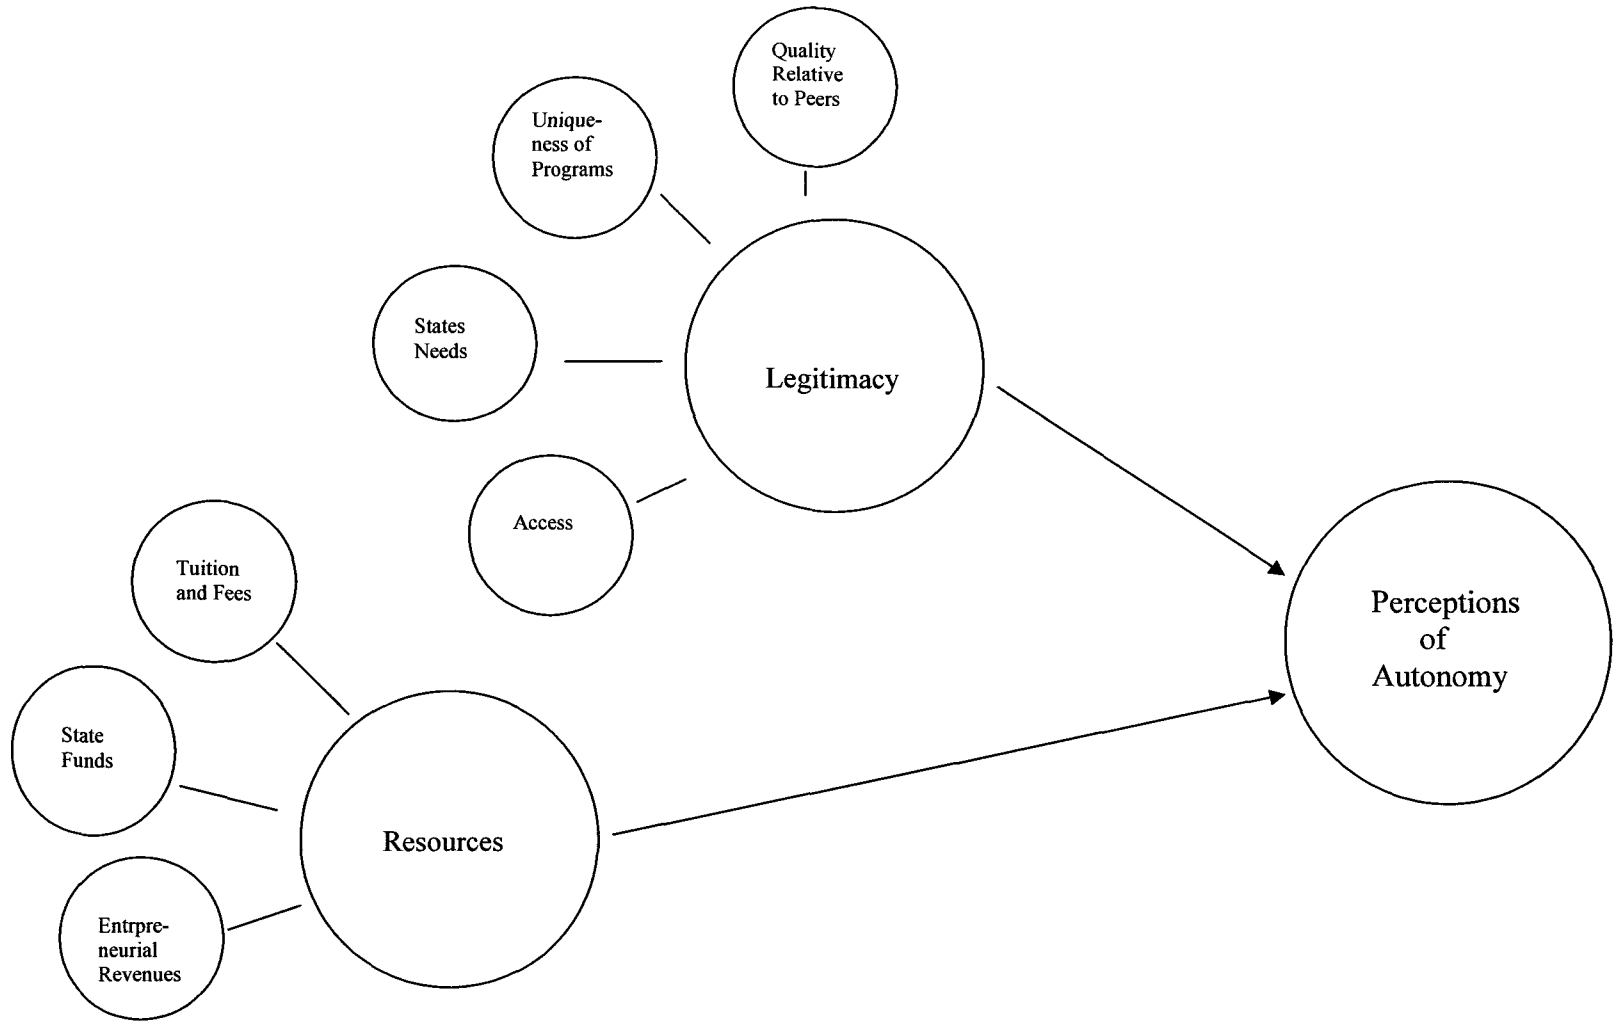 Quality
Relative
to Peers
Unique-
ness of
Programs
States
Needs
Legitimacy
Access
Tuition
and Fees
Perceptions
of
Autonomy
State
Funds
Resources
Entrpre-
neurial
Revenues